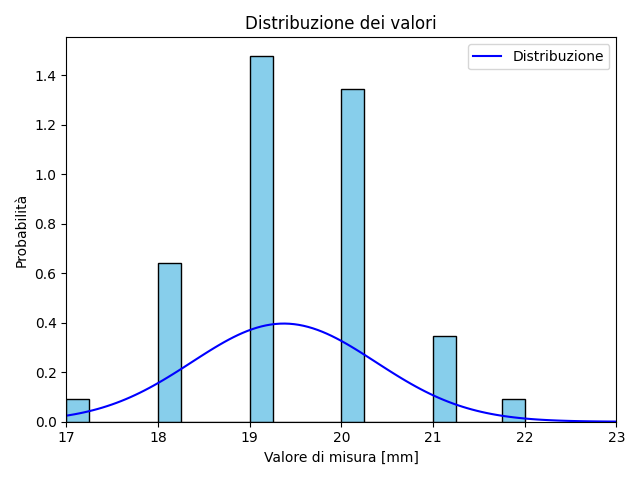 Distribuzione dei valori
Distribuzione
Probabilità
1.4
1.2
1.0
0.8
0.6
0.4
0.2
0.0
17 18 19 20 21 22 23
Valore di misura [mm]